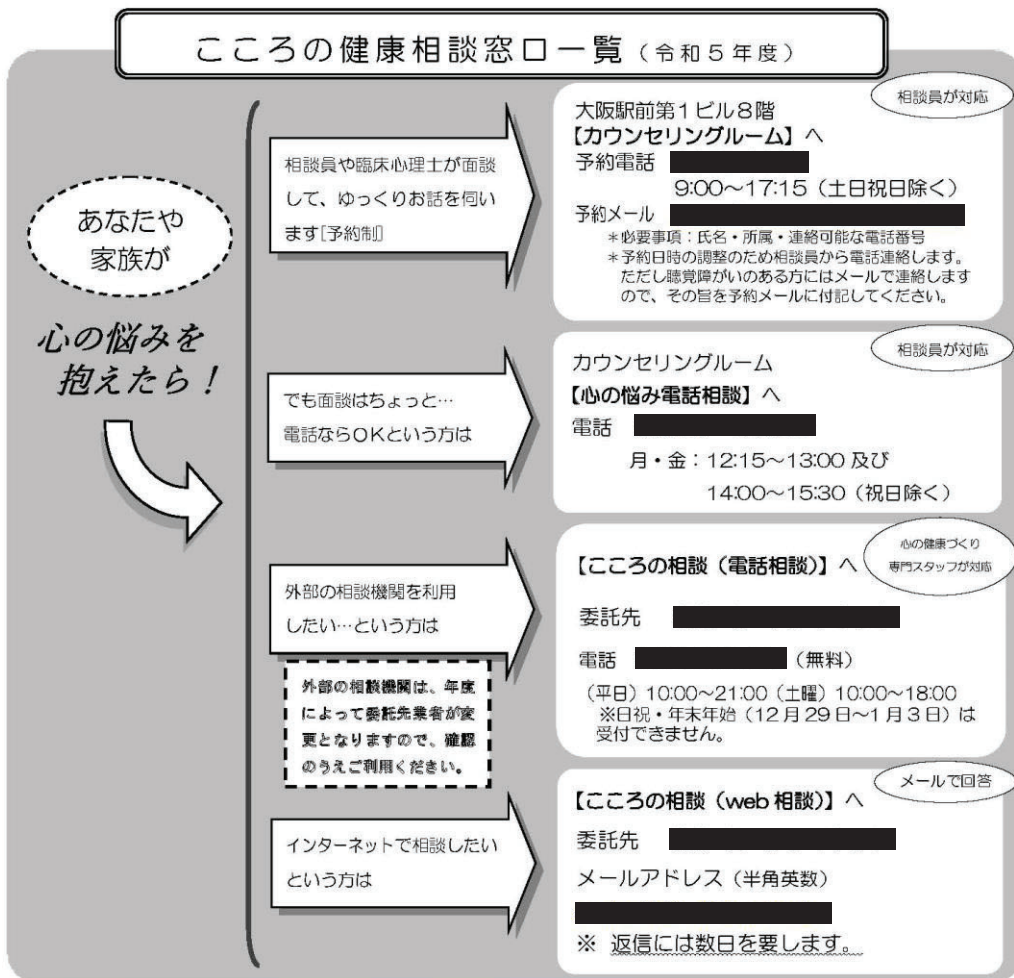 こころの健康相談窓口一覧(令和5年度)
あなたや
家族が
心の悩みを
抱えたら!
相談員や臨床心理士が面談
して、ゆっくりお話を伺い
ます[予約制]
相談員が対応
大阪駅前第1ビル8階
【カウンセリングルーム】へ
予約電話
9:00~17:15(土日祝日除く)
予約メール
*必要事項:氏名・所属・連絡可能な電話番号
*予約日時の調整のため相談員から電話連絡します。
ただし聴覚障がいのある方にはメールで連絡します
ので、その旨を予約メールに付記してください。
でも面談はちょっと…
電話ならOKという方は
相談員が対応
カウンセリングルーム
【心の悩み電話相談】へ
電話
月・金:12:15~13:00 及び
14:00~15:30(祝日除く)
外部の相談機関を利用
したい…という方は
外部の相談機関は、年度
によって委託先業者が変
更となりますので、確認
のうえご利用ください。
心の健康づくり
専門スタッフが対応
【こころの相談(電話相談)】へ
委託先
電話 (無料)
(平日)10:00~21:00(土曜)10:00~18:00
※日祝・年末年始(12月29日~1月3日)は
受付できません。
インターネットで相談したい
という方は
メールで回答
【こころの相談(web相談)】へ
委託先
メールアドレス(半角英数)
※ 返信には数日を要します。